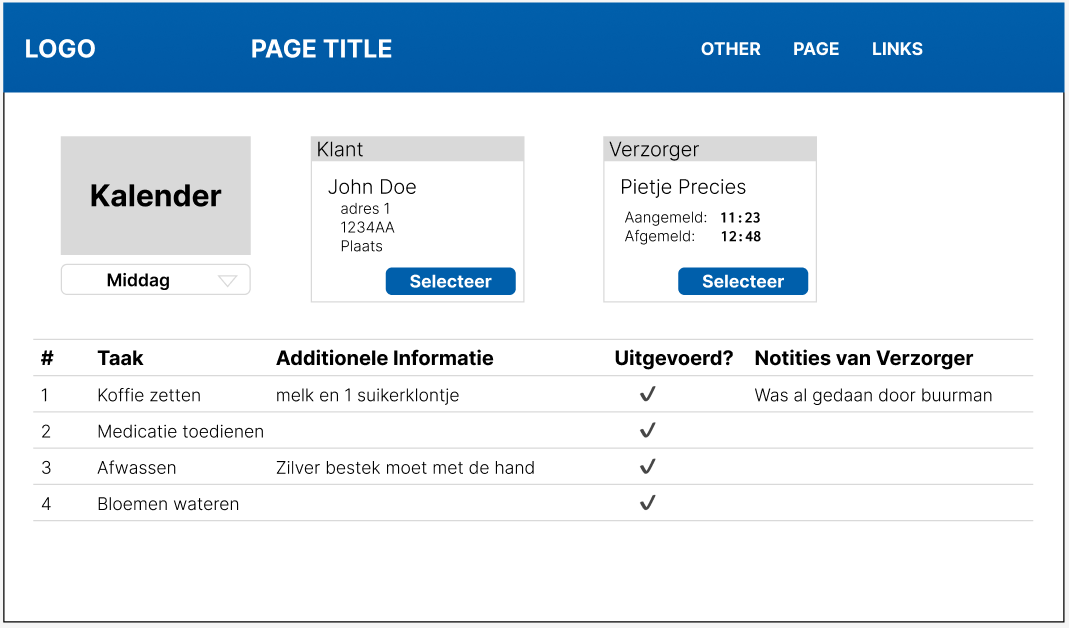 LOGO PAGE TITLE OTHER PAGE LINKS
Kalender
Middag
Klant
John Doe
adres 1
1234AA
Plaats
Selecteer
Verzorger
Pietje Precies
Aangemeld: 11:23
Afgemeld: 12:48
Selecteer
# Taak Additionele Informatie Uitgevoerd? Notities van Verzorger
1 Koffie zetten melk en 1 suikerklontje ✓ Was al gedaan door buurman
2 Medicatie toedienen ✓
3 Afwassen Zilver bestek moet met de hand ✓
4 Bloemen wateren ✓